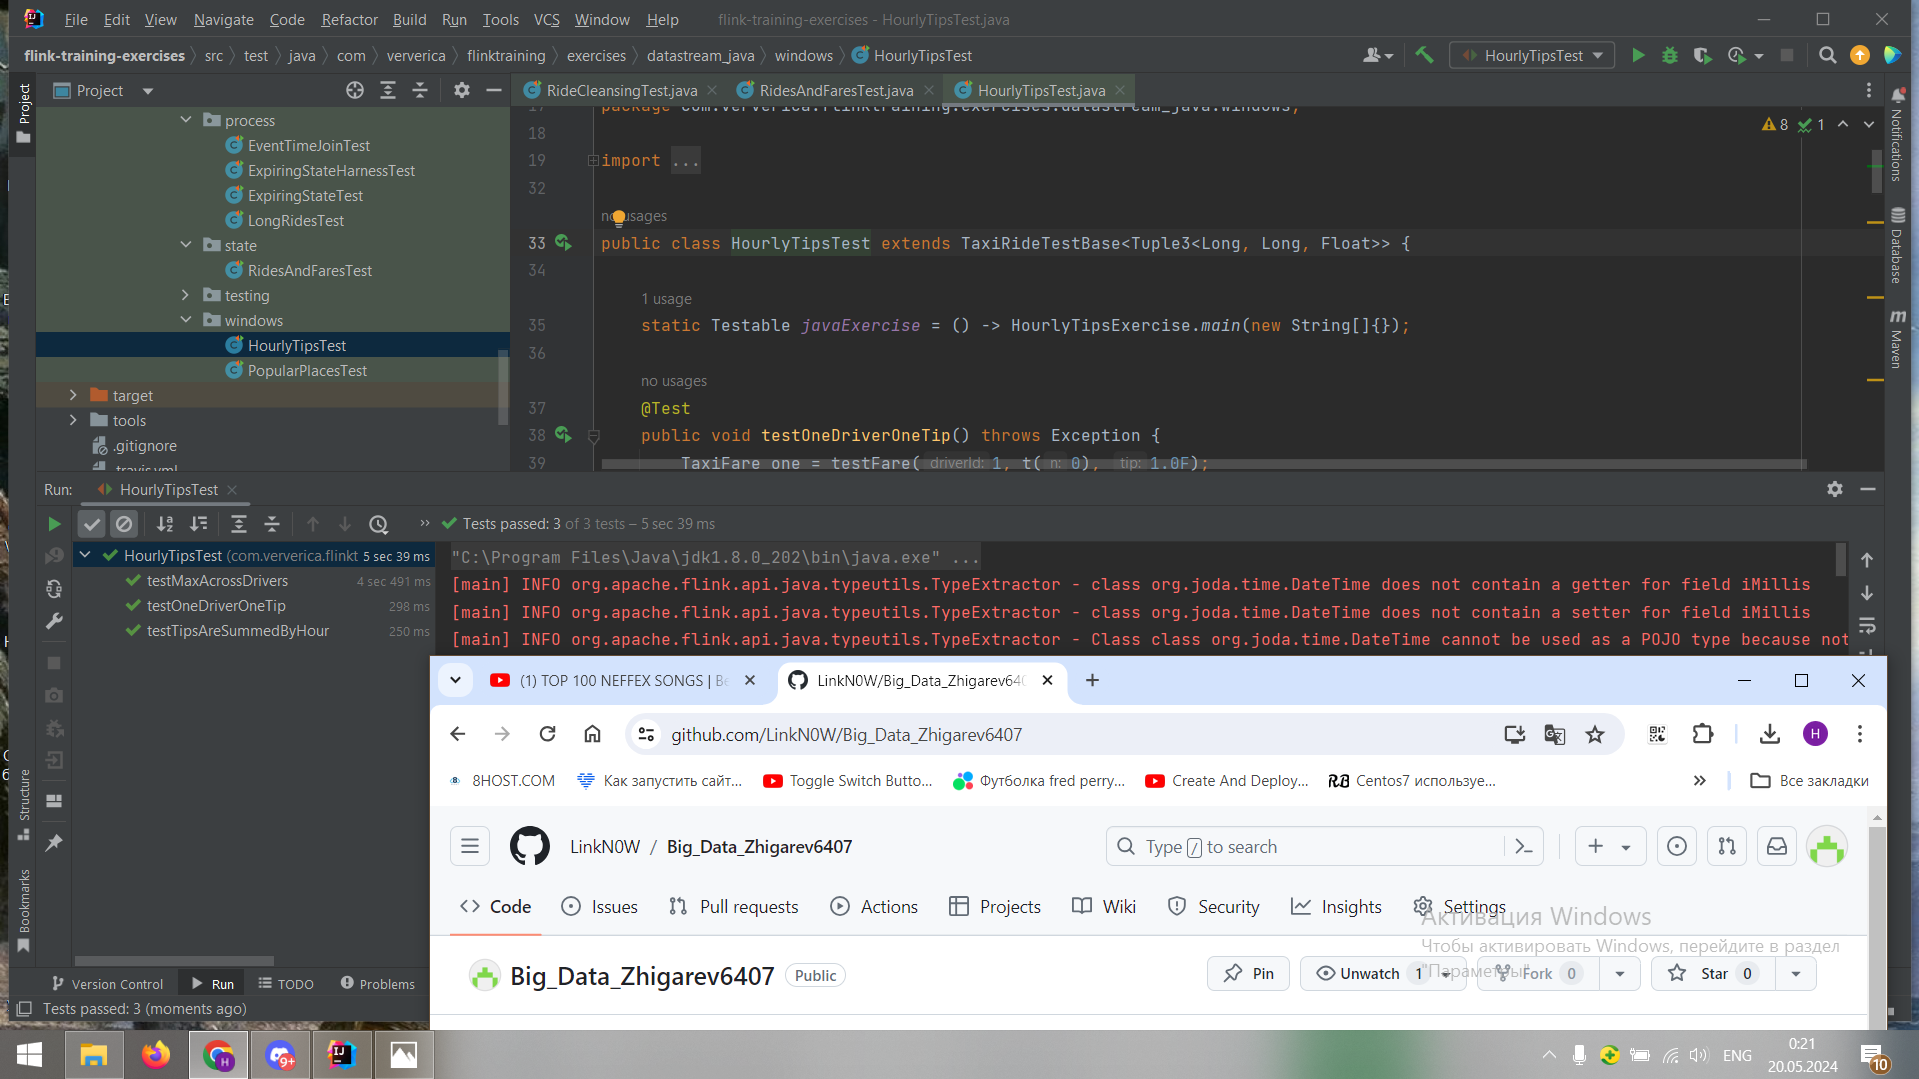 File Edit View Navigate Code Refactor Build Run Tools VCS Window Help flink-training-exercises - HourlyTipsTest.java
flink-training-exercises src test java com ververica flinktraining exercises datastream_java windows HourlyTipsTest HourlyTipsTest
Project
RideCleansingTest.java RidesAndFaresTest.java HourlyTipsTest.java
Project
Notifications
Database
Maven
process
EventTimeJoinTest
ExpiringStateHarnessTest
ExpiringStateTest
LongRidesTest
state
RidesAndFaresTest
testing
windows
HourlyTipsTest
PopularPlacesTest
target
tools
.gitignore
.travis.yml
17 package com.ververica.flinktraining.exercises.datastream_java.windows;
8 1
18
19 import ...
32
no usages
33 public class HourlyTipsTest extends TaxiRideTestBase<Tuple3<Long, Long, Float>> {
34
1 usage
35 static Testable javaExercise = () -> HourlyTipsExercise.main(new String[]{});
36
no usages
37 @Test
38 public void testOneDriverOneTip() throws Exception {
39 TaxiFare one = testFare( driverId: 1, t( n: 0), tip: 1.0F);
Run: HourlyTipsTest
Tests passed: 3 of 3 tests – 5 sec 39 ms
HourlyTipsTest (com.ververica.flinkt 5 sec 39 ms
testMaxAcrossDrivers 4 sec 491 ms
testOneDriverOneTip 298 ms
testTipsAreSummedByHour 250 ms
"C:\Program Files\Java\jdk1.8.0_202\bin\java.exe" ...
[main] INFO org.apache.flink.api.java.typeutils.TypeExtractor - class org.joda.time.DateTime does not contain a getter for field iMillis
[main] INFO org.apache.flink.api.java.typeutils.TypeExtractor - class org.joda.time.DateTime does not contain a setter for field iMillis
[main] INFO org.apache.flink.api.java.typeutils.TypeExtractor - Class class org.joda.time.DateTime cannot be used as a POJO type because not
Structure
Bookmarks
(1) TOP 100 NEFFEX SONGS | Be LinkN0W/Big_Data_Zhigarev640
github.com/LinkN0W/Big_Data_Zhigarev6407
H
8HOST.COM Как запустить сайт... Toggle Switch Butto... Футболка fred perry... Create And Deploy... Centos7 используе... Все закладки
LinkN0W / Big_Data_Zhigarev6407
Type / to search
Code Issues Pull requests Actions Projects Wiki Security Insights Settings
Активация Windows
Чтобы активировать Windows, перейдите в раздел
"Параметры".
Big_Data_Zhigarev6407 Public
Pin Unwatch 1 Fork 0 Star 0
Version Control Run TODO Problems
Tests passed: 3 (moments ago)
9+
ENG
0:21
20.05.2024
10